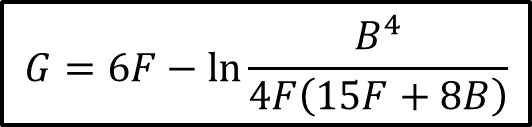 G = 6F − ln B⁴ / 4F(15F + 8B)